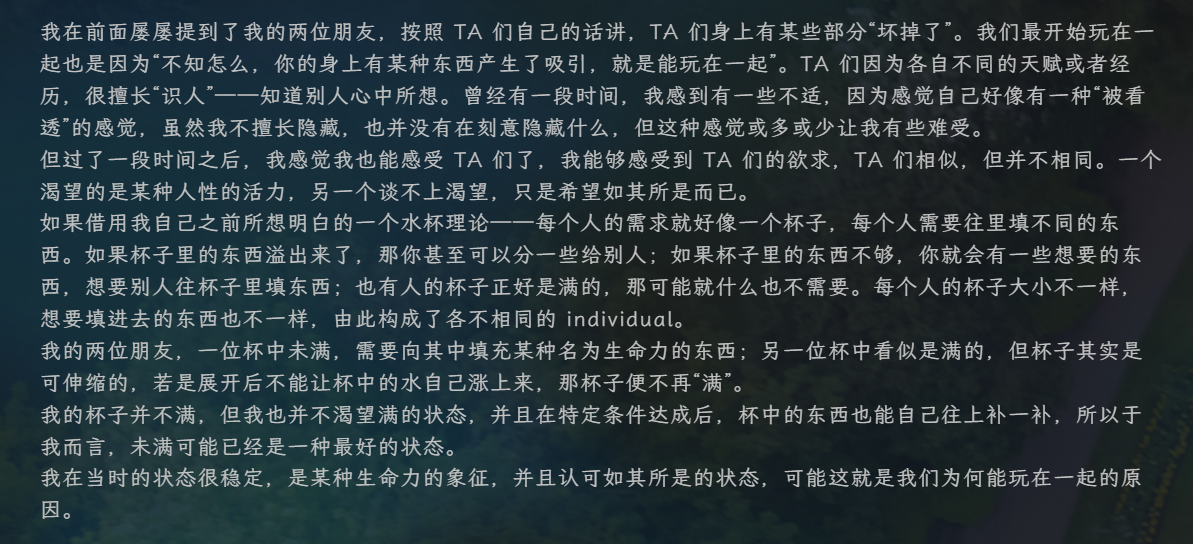 我在前面屡屡提到了我的两位朋友，按照 TA 们自己的话讲，TA 们身上有某些部分“坏掉了”。我们最开始玩在一
起也是因为“不知怎么，你的身上有某种东西产生了吸引，就是能玩在一起”。TA 们因为各自不同的天赋或者经
历，很擅长“识人”——知道别人心中所想。曾经有一段时间，我感到有一些不适，因为感觉自己好像有一种“被看
透”的感觉，虽然我不擅长隐藏，也并没有在刻意隐藏什么，但这种感觉或多或少让我有些难受。
但过了一段时间之后，我感觉我也能感受 TA 们了，我能够感受到 TA 们的欲求，TA 们相似，但并不相同。一个
渴望的是某种人性的活力，另一个谈不上渴望，只是希望如其所是而已。
如果借用我自己之前所想明白的一个水杯理论——每个人的需求就好像一个杯子，每个人需要往里填不同的东
西。如果杯子里的东西溢出来了，那你甚至可以分一些给别人；如果杯子里的东西不够，你就会有一些想要的东
西，想要别人往杯子里填东西；也有人的杯子正好是满的，那可能就什么也不需要。每个人的杯子大小不一样，
想要填进去的东西也不一样，由此构成了各不相同的 individual。
我的两位朋友，一位杯中未满，需要向其中填充某种名为生命力的东西；另一位杯中看似是满的，但杯子其实是
可伸缩的，若是展开后不能让杯中的水自己涨上来，那杯子便不再“满”。
我的杯子并不满，但我也并不渴望满的状态，并且在特定条件达成后，杯中的东西也能自己往上补一补，所以于
我而言，未满可能已经是一种最好的状态。
我在当时的状态很稳定，是某种生命力的象征，并且认可如其所是的状态，可能这就是我们为何能玩在一起的原
因。